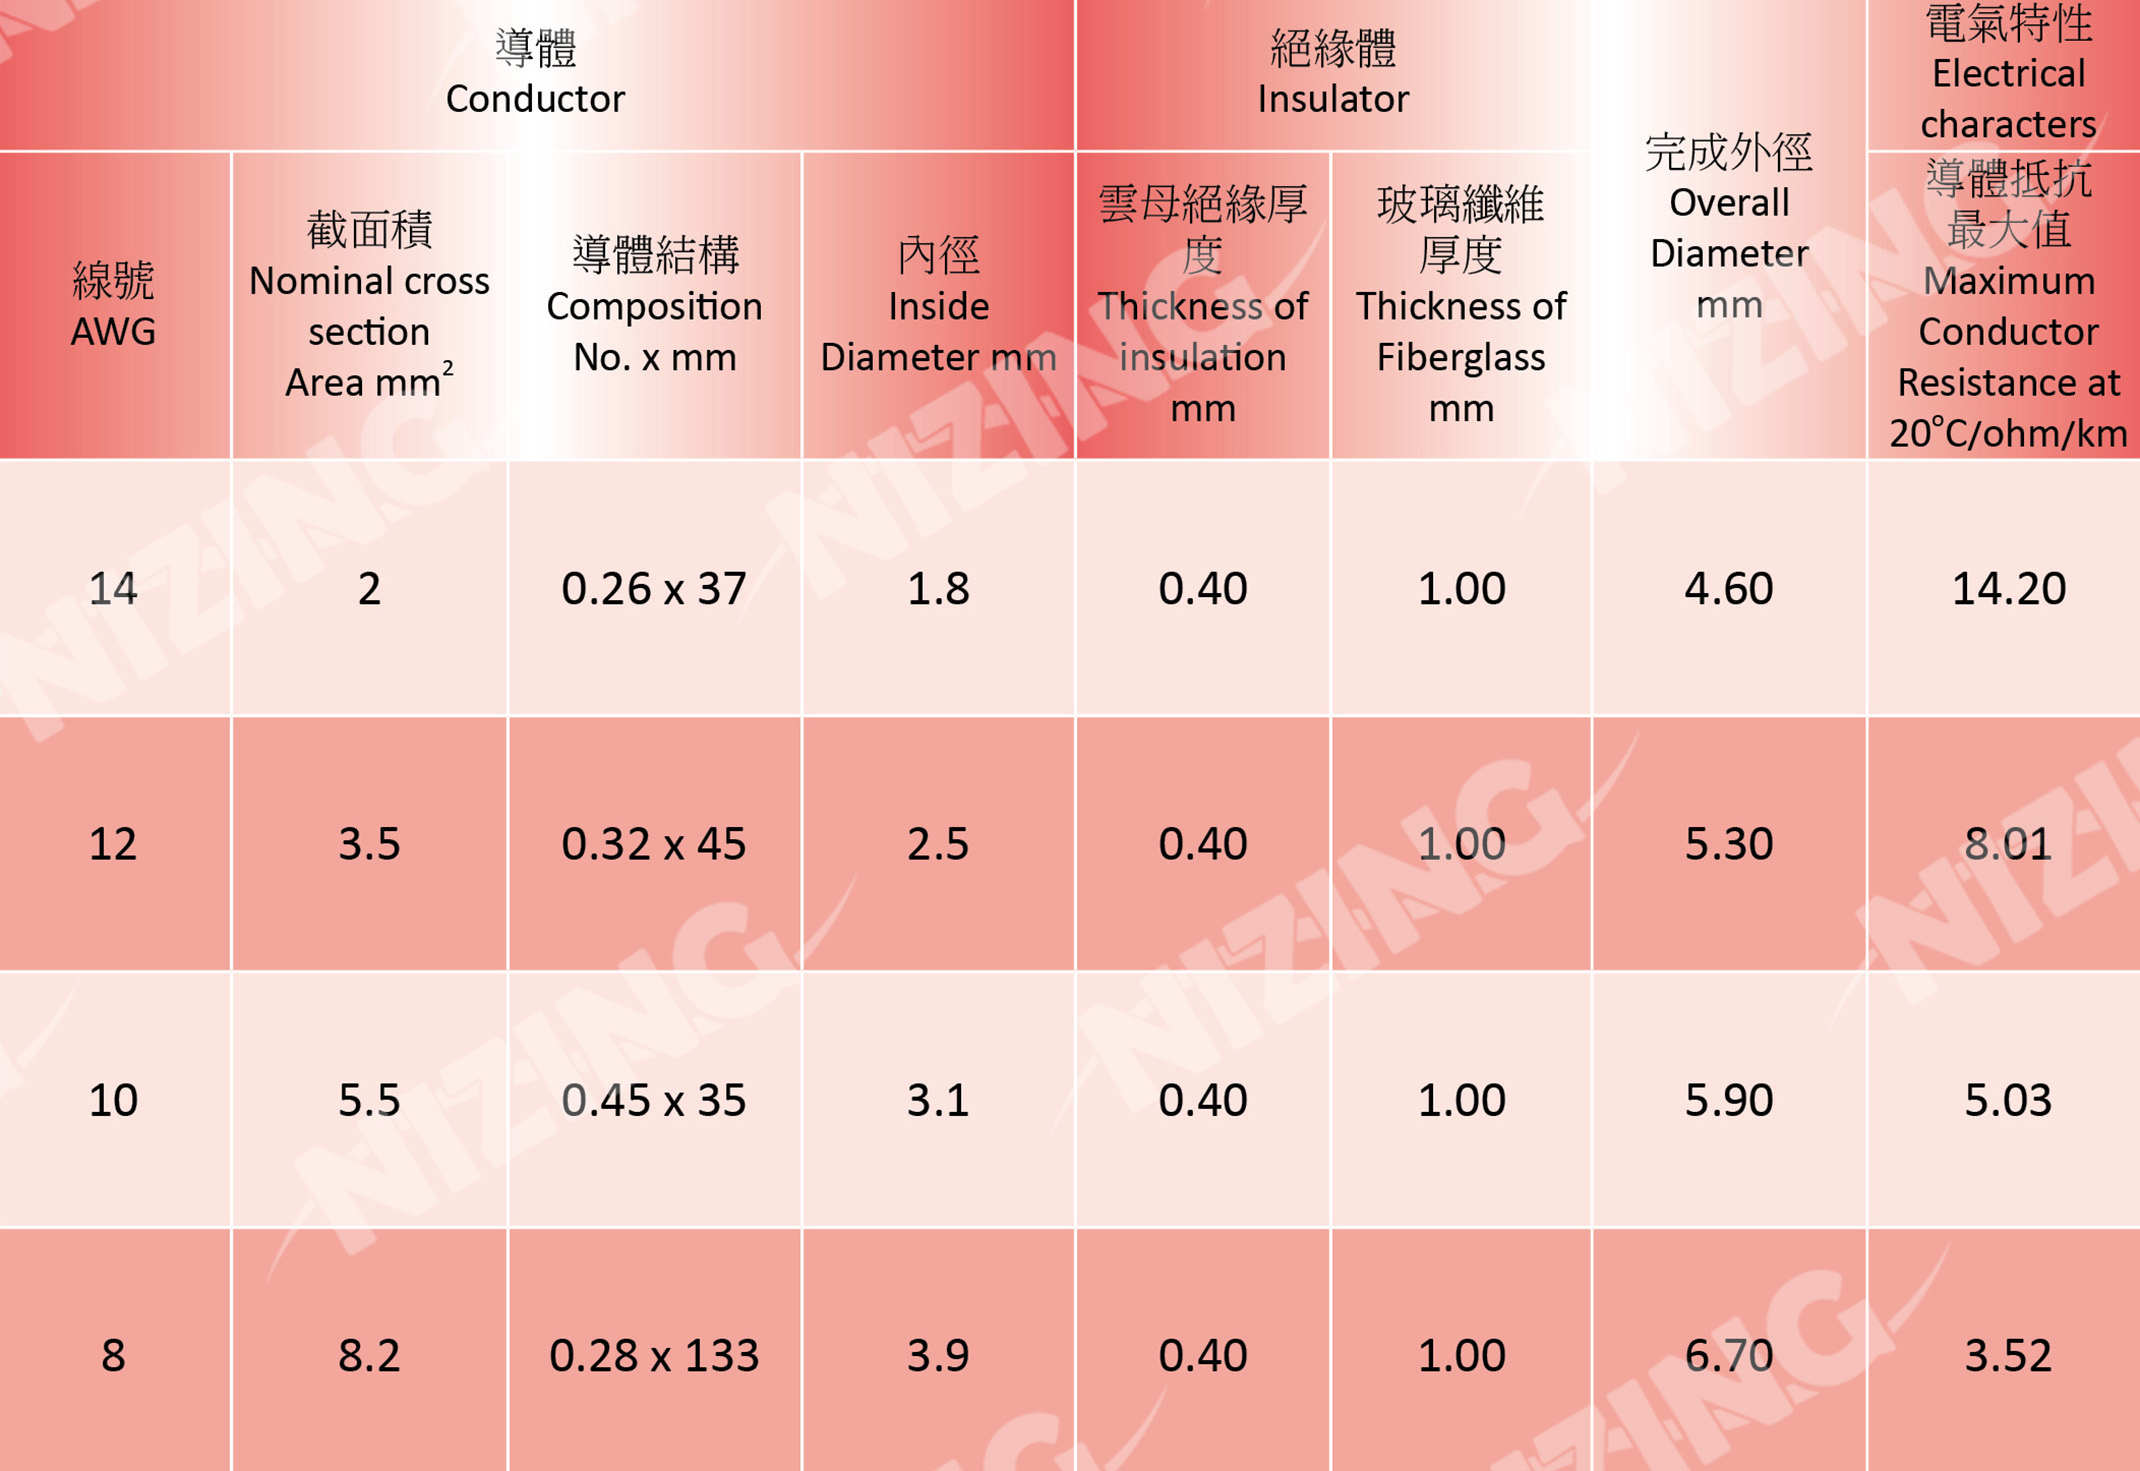 導體
Conductor
絕緣體
Insulator
完成外徑
Overall
Diameter
mm
電氣特性
Electrical
characters
線號
AWG
截面積
Nominal cross
section
Area mm²
導體結構
Composition
No. x mm
內徑
Inside
Diameter mm
雲母絕緣厚
度
Thickness of
insulation
mm
玻璃纖維
厚度
Thickness of
Fiberglass
mm
導體抵抗
最大值
Maximum
Conductor
Resistance at
20°C/ohm/km
14 2 0.26 x 37 1.8 0.40 1.00 4.60 14.20
12 3.5 0.32 x 45 2.5 0.40 1.00 5.30 8.01
10 5.5 0.45 x 35 3.1 0.40 1.00 5.90 5.03
8 8.2 0.28 x 133 3.9 0.40 1.00 6.70 3.52
NIZING
NIZING
NIZING
NIZING
NIZING
NIZING